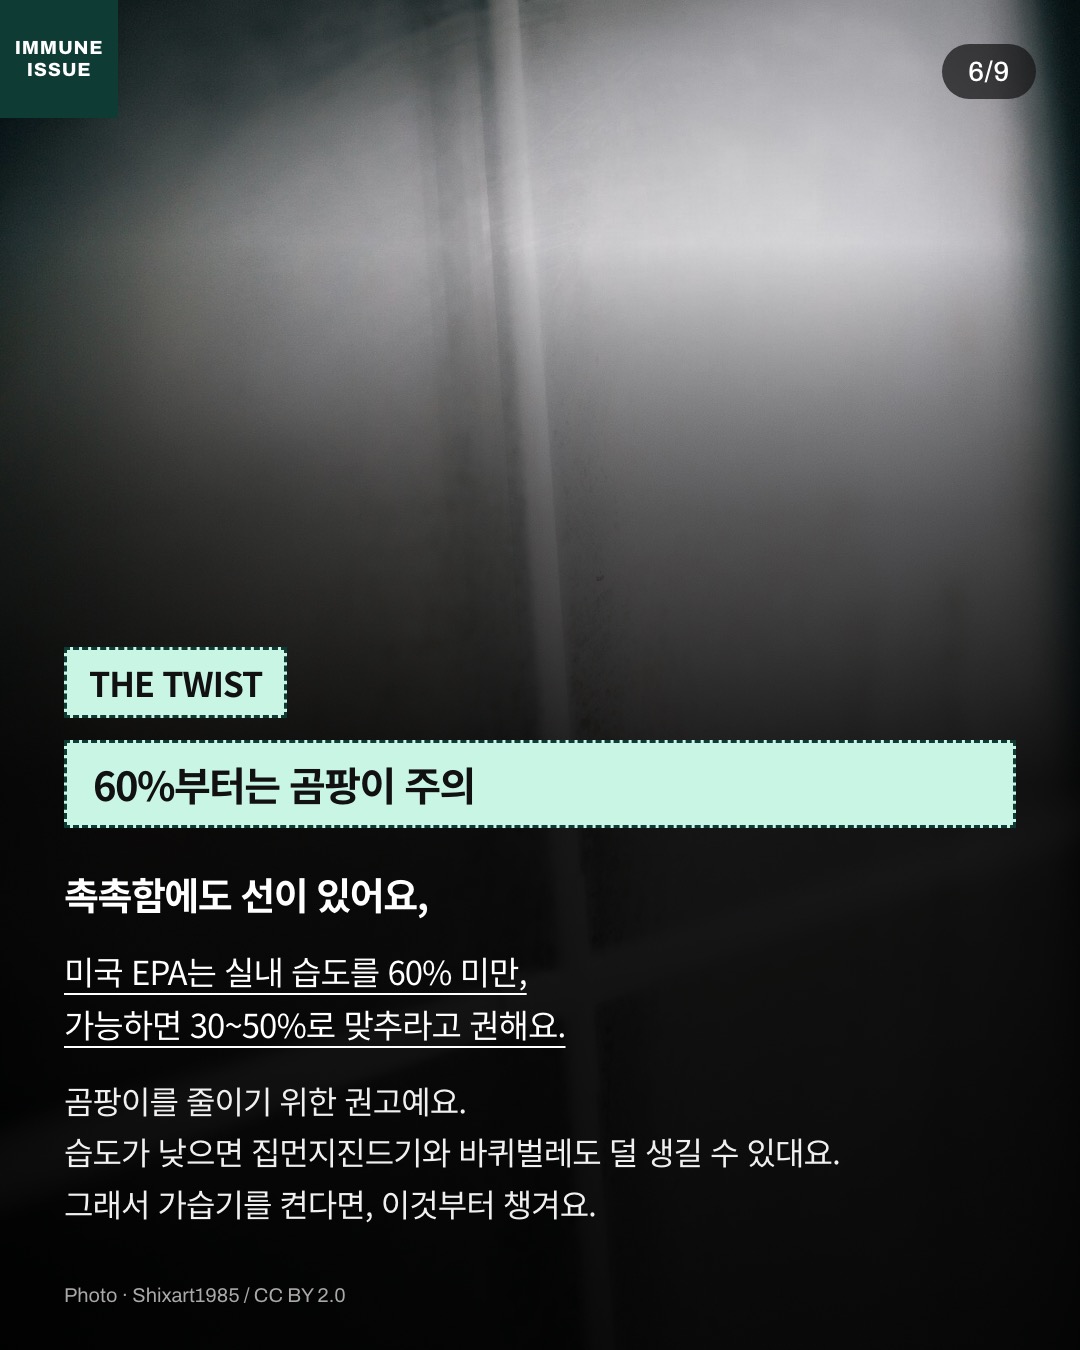 IMMUNE
ISSUE
6/9
THE TWIST
60%부터는 곰팡이 주의
촉촉함에도 선이 있어요,
미국 EPA는 실내 습도를 60% 미만,
가능하면 30~50%로 맞추라고 권해요.
곰팡이를 줄이기 위한 권고예요.
습도가 낮으면 집먼지진드기와 바퀴벌레도 덜 생길 수 있대요.
그래서 가습기를 켠다면, 이것부터 챙겨요.
Photo · Shixart1985 / CC BY 2.0